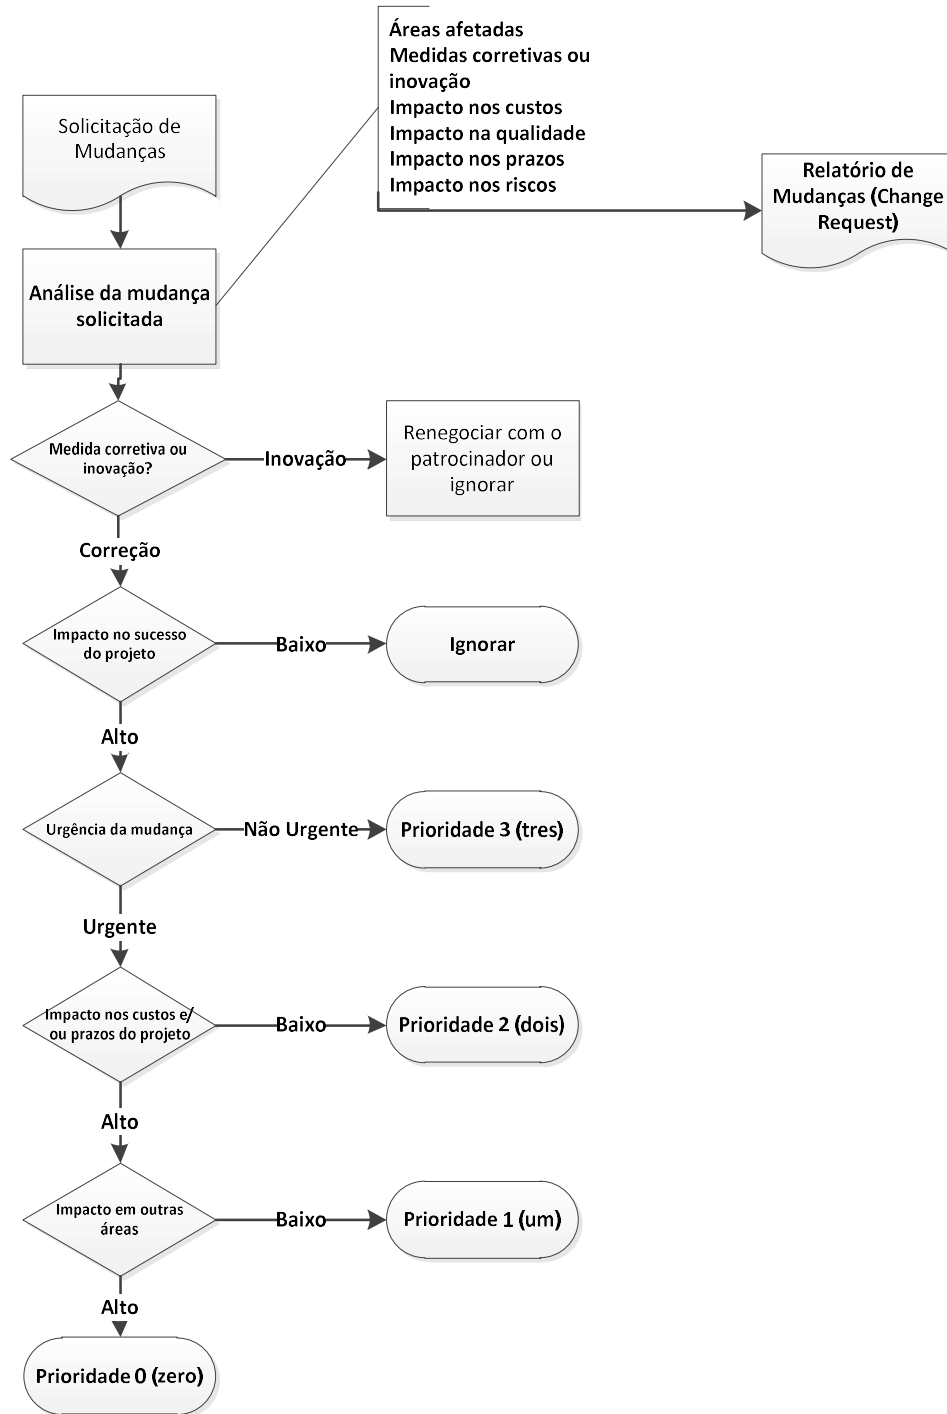 Áreas afetadas
Medidas corretivas ou
inovação
Impacto nos custos
Impacto na qualidade
Impacto nos prazos
Impacto nos riscos
Solicitação de
Mudanças
Relatório de
Mudanças (Change
Request)
Análise da mudança
solicitada
Medida corretiva ou
inovação?
Inovação
Renegociar com o
patrocinador ou
ignorar
Correção
Impacto no sucesso
do projeto
Baixo
Ignorar
Alto
Urgência da mudança
Não Urgente
Prioridade 3 (tres)
Urgente
Impacto nos custos e/
ou prazos do projeto
Baixo
Prioridade 2 (dois)
Alto
Impacto em outras
áreas
Baixo
Prioridade 1 (um)
Alto
Prioridade 0 (zero)